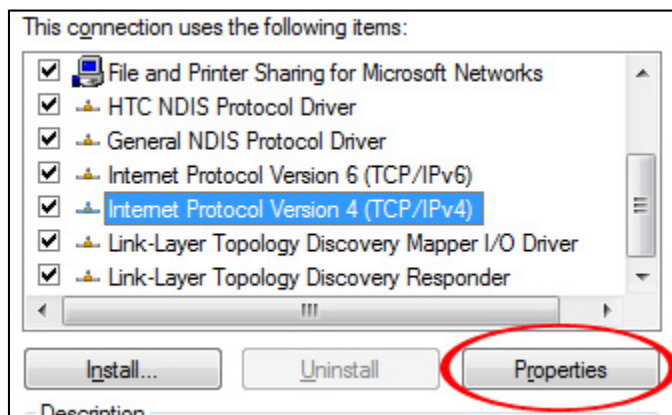 This connection uses the following items:
File and Printer Sharing for Microsoft Networks
HTC NDIS Protocol Driver
General NDIS Protocol Driver
Internet Protocol Version 6 (TCP/IPv6)
Internet Protocol Version 4 (TCP/IPv4)
Link-Layer Topology Discovery Mapper I/O Driver
Link-Layer Topology Discovery Responder
Install... Uninstall Properties
Description